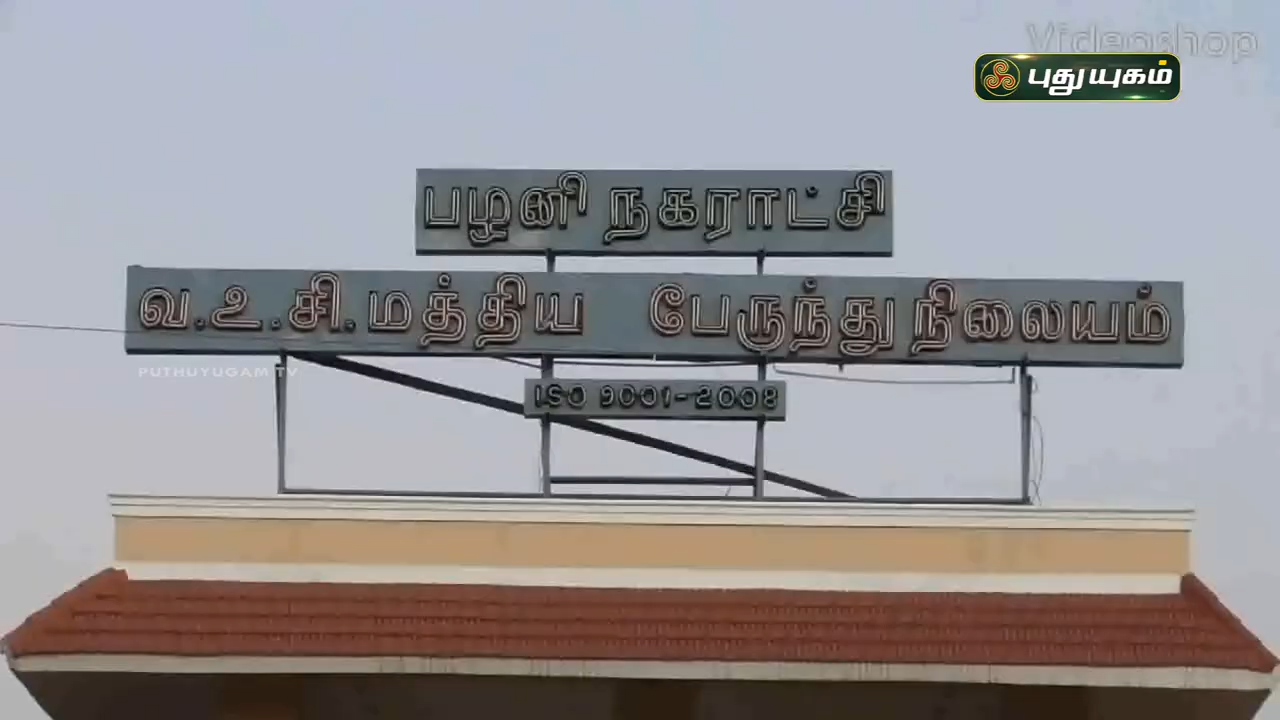 Videoshop
புதுயுகம்
பழனி நகராட்சி
வ.உ.சி.மத்திய பேருந்து நிலையம்
PUTHUYUGAM TV
ISO 9001-2008